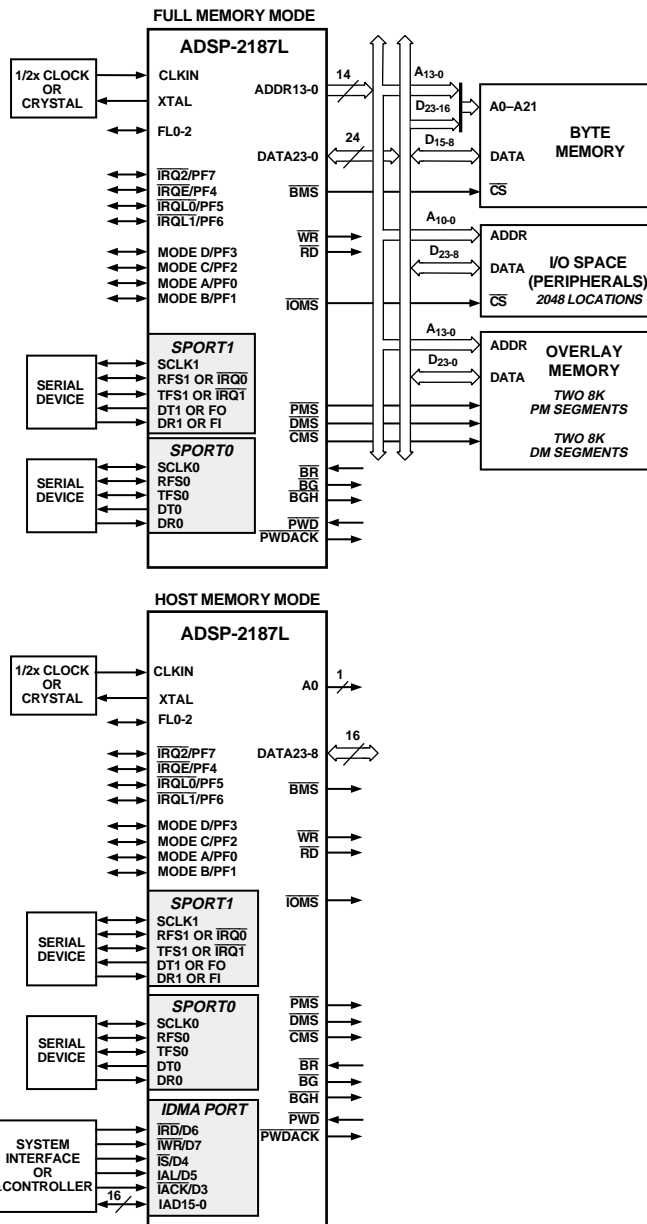 FULL MEMORY MODE
ADSP-2187L
1/2x CLOCK
OR
CRYSTAL
CLKIN
XTAL
FL0-2
IRQ2/PF7
IRQE/PF4
IRQL0/PF5
IRQL1/PF6
MODE D/PF3
MODE C/PF2
MODE A/PF0
MODE B/PF1
SERIAL
DEVICE
SPORT1
SCLK1
RFS1 OR IRQ0
TFS1 OR IRQ1
DT1 OR FO
DR1 OR FI
SERIAL
DEVICE
SPORT0
SCLK0
RFS0
TFS0
DT0
DR0
ADDR13-0
14
DATA23-0
24
BMS
WR
RD
IOMS
PMS
DMS
CMS
BR
BG
BGH
PWD
PWDACK
A13-0
D23-16
D15-8
A0–A21
BYTE
MEMORY
DATA
CS
A10-0
D23-8
ADDR
I/O SPACE
(PERIPHERALS)
2048 LOCATIONS
DATA
CS
A13-0
D23-0
ADDR
OVERLAY
MEMORY
DATA
TWO 8K
PM SEGMENTS
TWO 8K
DM SEGMENTS
HOST MEMORY MODE
ADSP-2187L
1/2x CLOCK
OR
CRYSTAL
CLKIN
XTAL
FL0-2
IRQ2/PF7
IRQE/PF4
IRQL0/PF5
IRQL1/PF6
MODE D/PF3
MODE C/PF2
MODE A/PF0
MODE B/PF1
SERIAL
DEVICE
SPORT1
SCLK1
RFS1 OR IRQ0
TFS1 OR IRQ1
DT1 OR FO
DR1 OR FI
SERIAL
DEVICE
SPORT0
SCLK0
RFS0
TFS0
DT0
DR0
SYSTEM
INTERFACE
OR
CONTROLLER
16
IDMA PORT
IRD/D6
IWR/D7
IS/D4
IAL/D5
IACK/D3
IAD15-0
A0
1
DATA23-8
16
BMS
WR
RD
IOMS
PMS
DMS
CMS
BR
BG
BGH
PWD
PWDACK